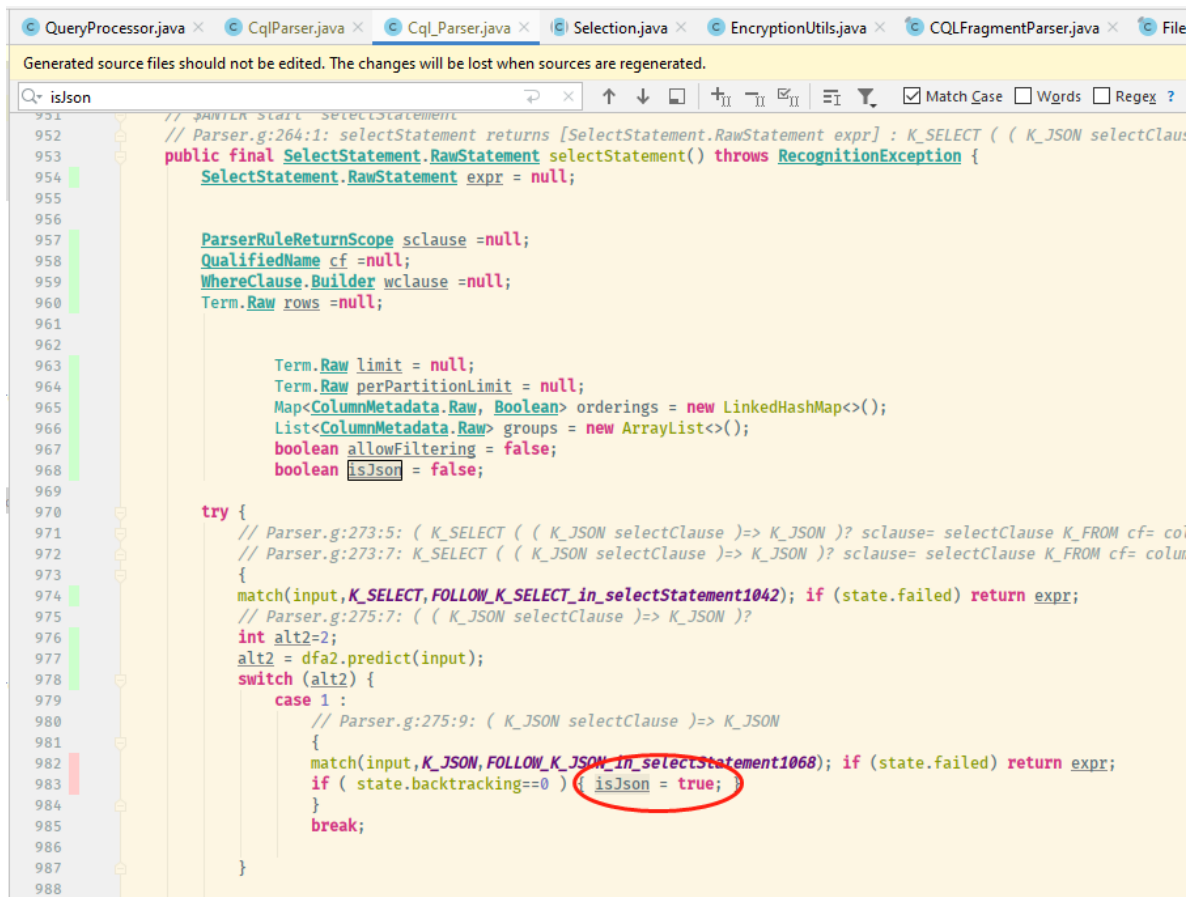 QueryProcessor.java × CqlParser.java × Cql_Parser.java × Selection.java × EncryptionUtils.java × CQLFragmentParser.java × File
Generated source files should not be edited. The changes will be lost when sources are regenerated.
isJson Match Case Words Regex ?
951 // $ANTLR start "selectStatement"
952 // Parser.g:264:1: selectStatement returns [SelectStatement.RawStatement expr] : K_SELECT ( ( K_JSON selectClaus
953 public final SelectStatement.RawStatement selectStatement() throws RecognitionException {
954 SelectStatement.RawStatement expr = null;
955
956
957 ParserRuleReturnScope sclause =null;
958 QualifiedName cf =null;
959 WhereClause.Builder wclause =null;
960 Term.Raw rows =null;
961
962
963 Term.Raw limit = null;
964 Term.Raw perPartitionLimit = null;
965 Map<ColumnMetadata.Raw, Boolean> orderings = new LinkedHashMap<>();
966 List<ColumnMetadata.Raw> groups = new ArrayList<>();
967 boolean allowFiltering = false;
968 boolean isJson = false;
969
970 try {
971 // Parser.g:273:5: ( K_SELECT ( ( K_JSON selectClause )=> K_JSON )? sclause= selectClause K_FROM cf= col
972 // Parser.g:273:7: K_SELECT ( ( K_JSON selectClause )=> K_JSON )? sclause= selectClause K_FROM cf= colum
973 {
974 match(input,K_SELECT,FOLLOW_K_SELECT_in_selectStatement1042); if (state.failed) return expr;
975 // Parser.g:275:7: ( ( K_JSON selectClause )=> K_JSON )?
976 int alt2=2;
977 alt2 = dfa2.predict(input);
978 switch (alt2) {
979 case 1 :
980 // Parser.g:275:9: ( K_JSON selectClause )=> K_JSON
981 {
982 match(input,K_JSON,FOLLOW_K_JSON_in_selectStatement1068); if (state.failed) return expr;
983 if ( state.backtracking==0 ) { isJson = true; }
984 }
985 break;
986
987 }
988